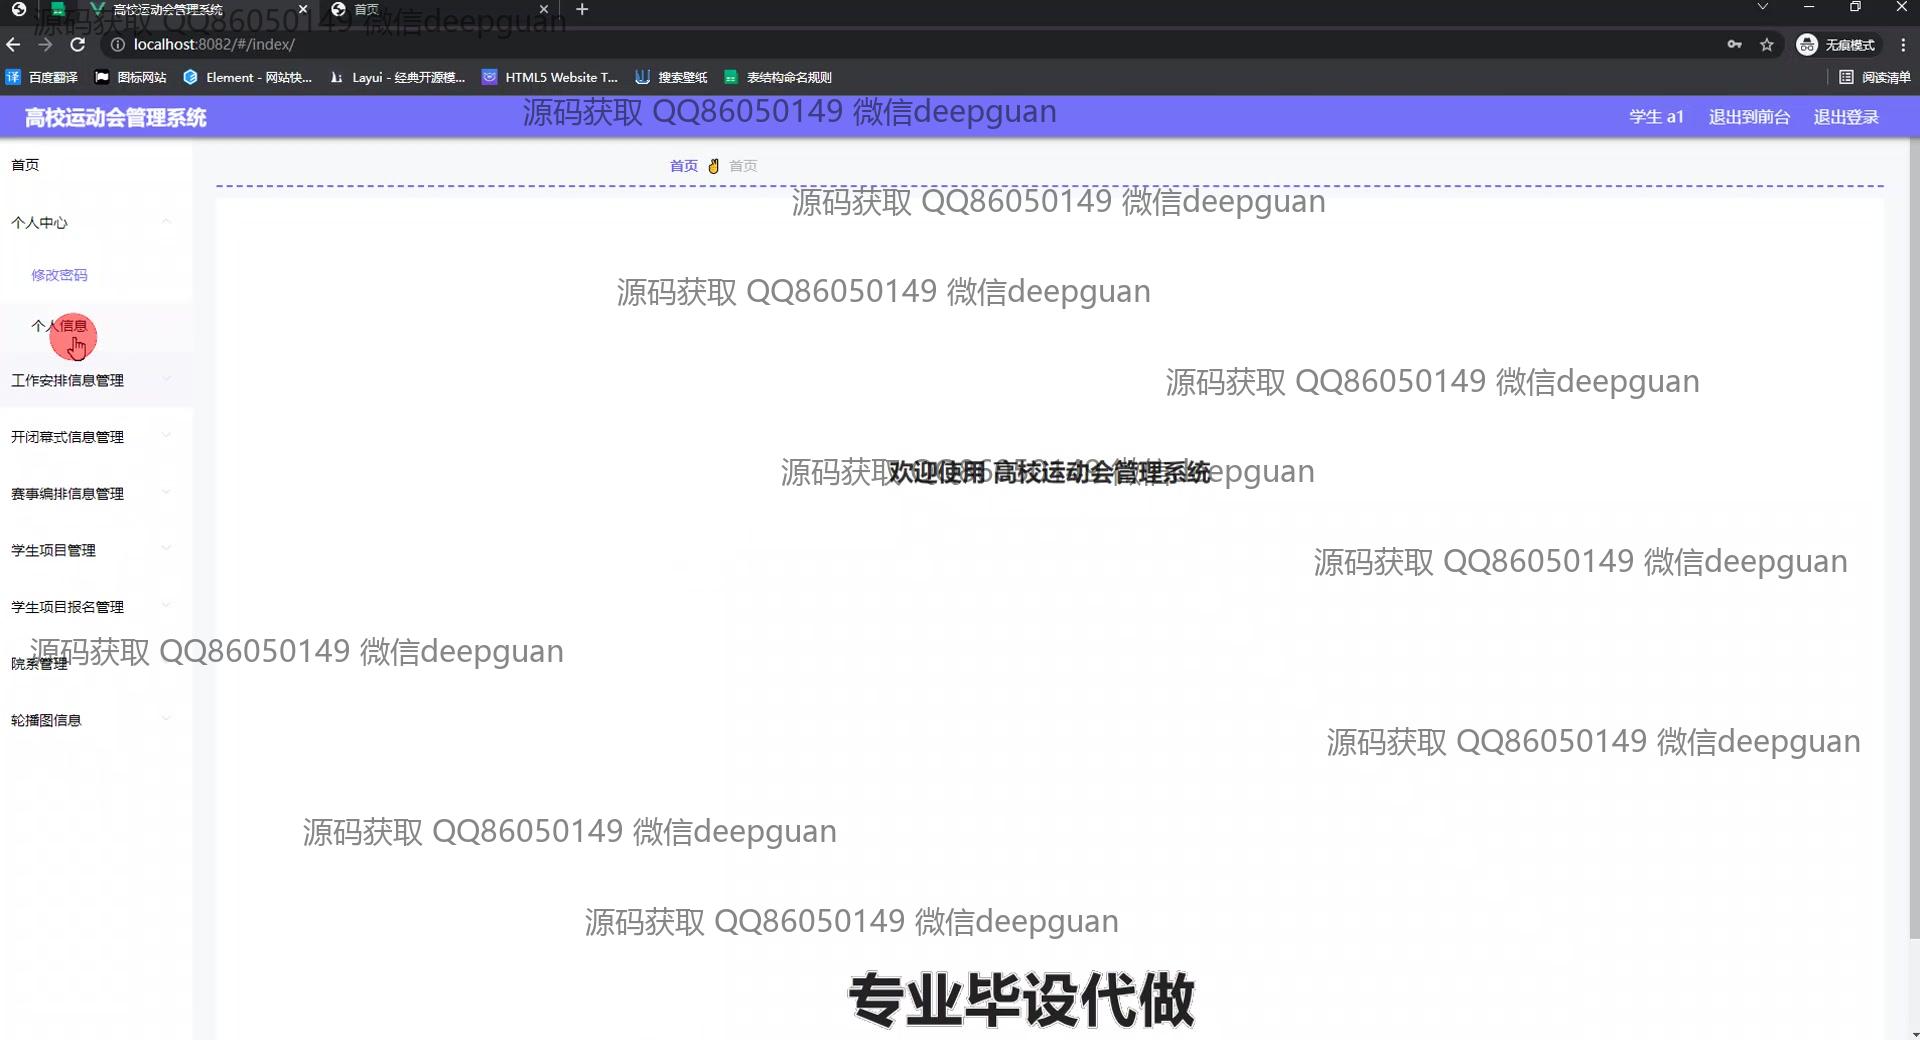 高校运动会管理系统
首页
源码获取 QQ86050149 微信deepguan
localhost:8082/#/index/
无痕模式
百度翻译
图标网站
Element - 网站快...
Layui - 经典开源模...
HTML5 Website T...
搜索壁纸
表结构命名规则
阅读清单
高校运动会管理系统
源码获取 QQ86050149 微信deepguan
学生 a1
退出到前台
退出登录
首页
首页
首页
源码获取 QQ86050149 微信deepguan
个人中心
修改密码
源码获取 QQ86050149 微信deepguan
个人信息
工作安排信息管理
源码获取 QQ86050149 微信deepguan
开闭幕式信息管理
源码获取 QQ86050149 微信deepguan
欢迎使用 高校运动会管理系统
赛事编排信息管理
学生项目管理
源码获取 QQ86050149 微信deepguan
学生项目报名管理
源码获取 QQ86050149 微信deepguan
院系管理
轮播图信息
源码获取 QQ86050149 微信deepguan
源码获取 QQ86050149 微信deepguan
源码获取 QQ86050149 微信deepguan
专业毕设代做